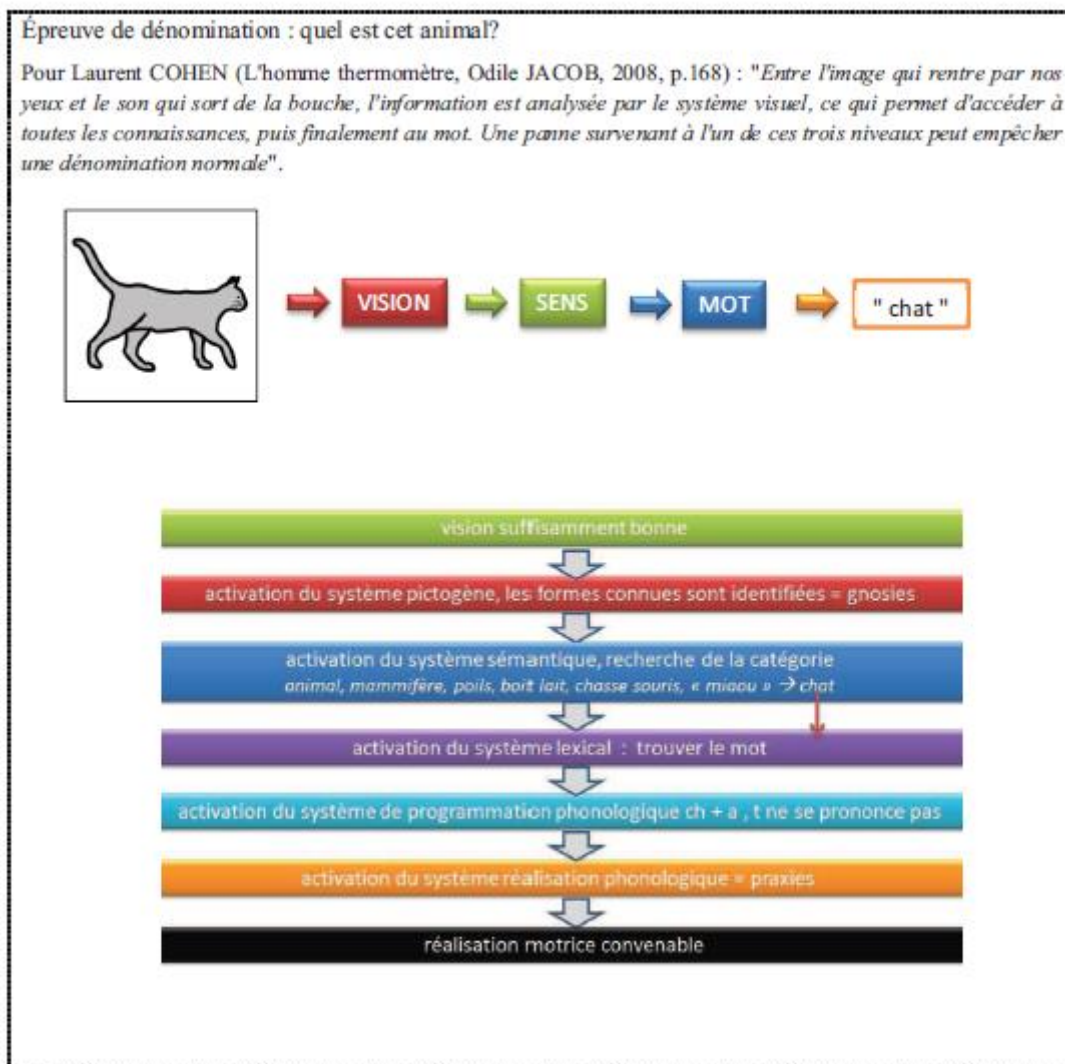 Épreuve de dénomination : quel est cet animal?
Pour Laurent COHEN (L'homme thermomètre, Odile JACOB, 2008, p.168) : "Entre l'image qui rentre par nos
yeux et le son qui sort de la bouche, l'information est analysée par le système visuel, ce qui permet d'accéder à
toutes les connaissances, puis finalement au mot. Une panne survenant à l'un de ces trois niveaux peut empêcher
une dénomination normale".
VISION
SENS
MOT
" chat "
vision suffisamment bonne
activation du système pictogène, les formes connues sont identifiées = gnosies
activation du système sémantique, recherche de la catégorie
animal, mammifère, poils, boit lait, chasse souris, « miaou » → chat
activation du système lexical : trouver le mot
activation du système de programmation phonologique ch + a , t ne se prononce pas
activation du système réalisation phonologique = praxies
réalisation motrice convenable